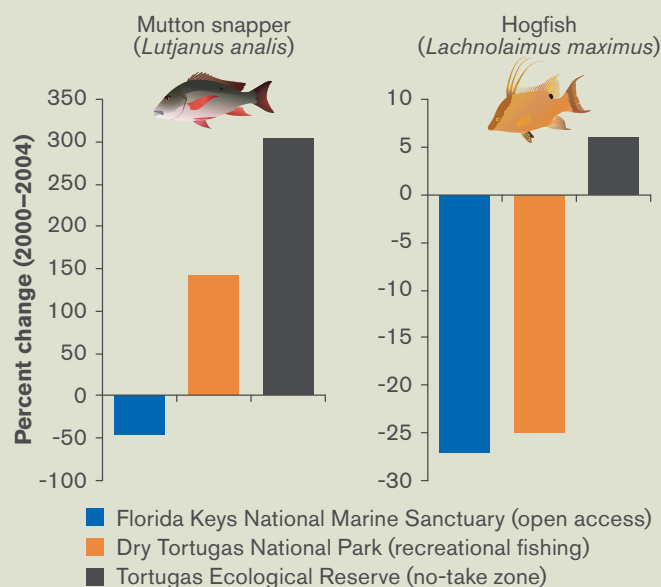 Mutton snapper
(Lutjanus analis)
350
300
250
200
150
100
50
0
-50
-100
Percent change (2000–2004)
Hogfish
(Lachnolaimus maximus)
10
5
0
-5
-10
-15
-20
-25
-30
Florida Keys National Marine Sanctuary (open access)
Dry Tortugas National Park (recreational fishing)
Tortugas Ecological Reserve (no-take zone)